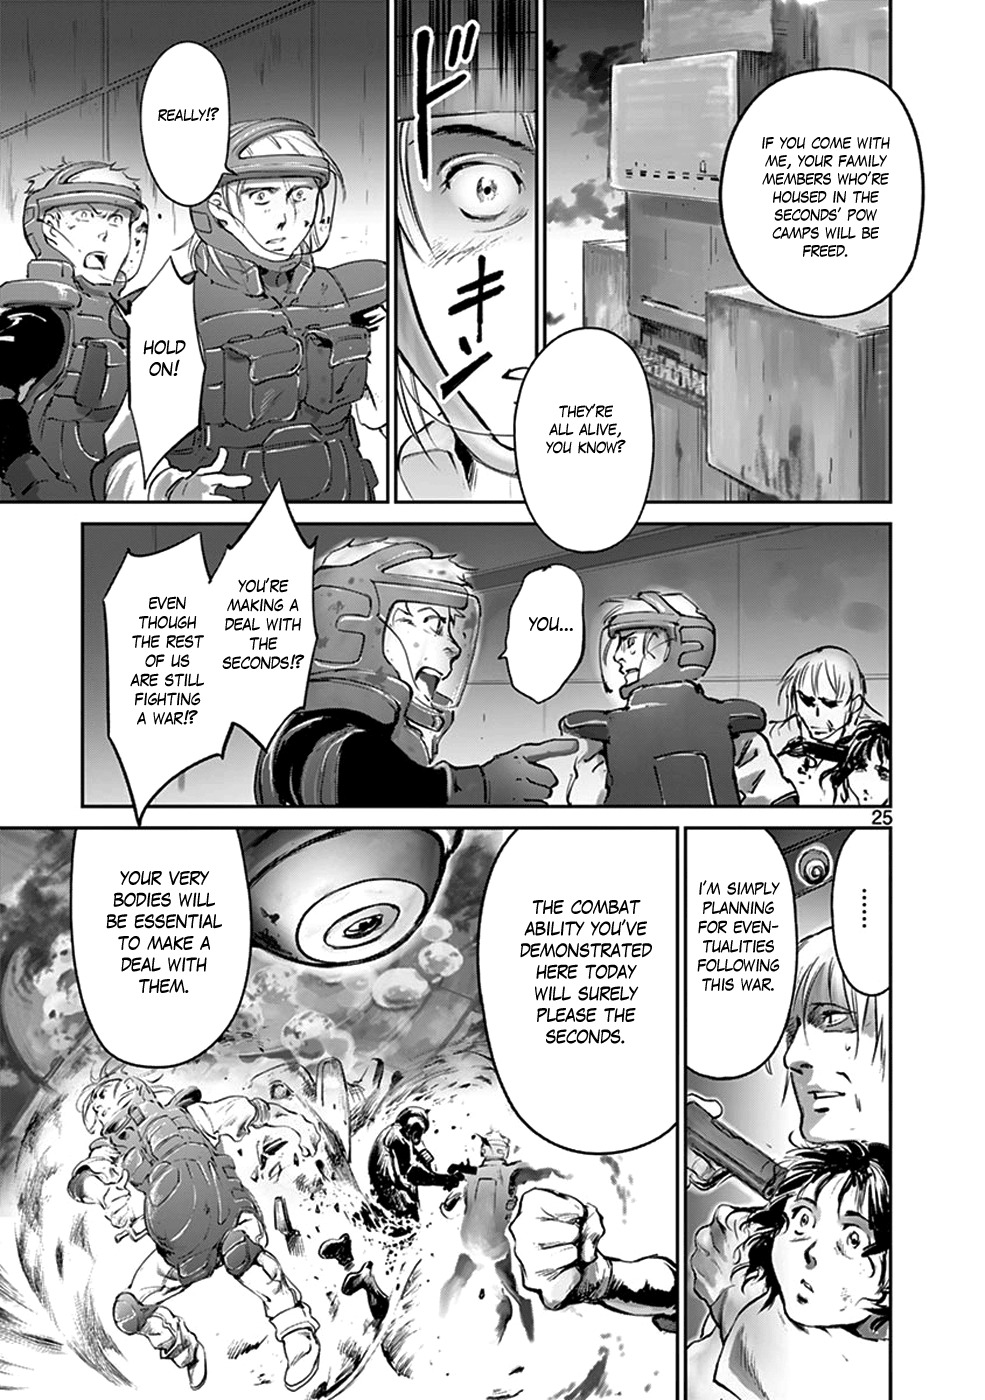 IF YOU COME WITH
ME, YOUR FAMILY
MEMBERS WHO'RE
HOUSED IN THE
SECONDS' POW
CAMPS WILL BE
FREED.
THEY'RE
ALL ALIVE,
YOU KNOW?
ドキン
REALLY!?
HOLD
ON!
YOU...
YOU'RE
MAKING A
DEAL WITH
THE
SECONDS!?
EVEN
THOUGH
THE REST
OF US
ARE STILL
FIGHTING
A WAR!?
25
........
I'M SIMPLY
PLANNING
FOR EVEN-
TUALITIES
FOLLOWING
THIS WAR.
THE COMBAT
ABILITY YOU'VE
DEMONSTRATED
HERE TODAY
WILL SURELY
PLEASE THE
SECONDS.
YOUR VERY
BODIES WILL
BE ESSENTIAL
TO MAKE A
DEAL WITH
THEM.